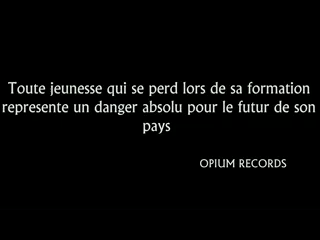 Toute jeunesse qui se perd lors de sa formation
represente un danger absolu pour le futur de son
pays
OPIUM RECORDS